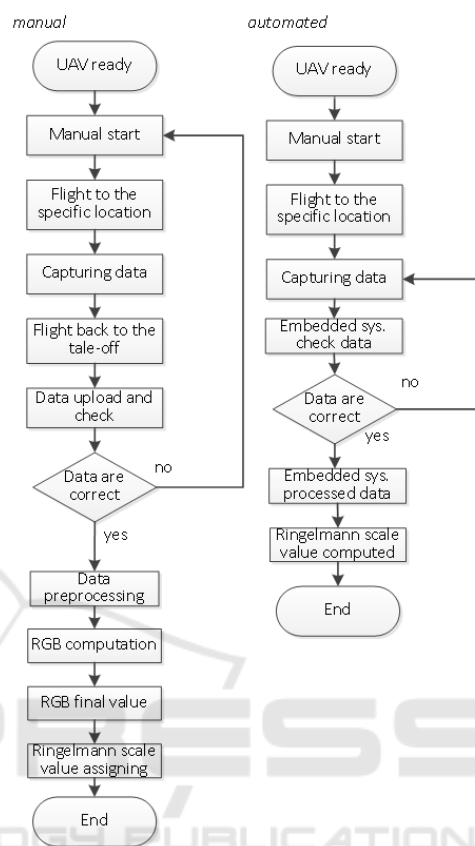 manual
UAV ready
Manual start
Flight to the
specific location
Capturing data
Flight back to the
tale-off
Data upload and
check
Data are
correct
no
yes
Data
preprocessing
RGB computation
RGB final value
Ringelmann scale
value assigning
End
automated
UAV ready
Manual start
Flight to the
specific location
Capturing data
Embedded sys.
check data
Data are
correct
no
yes
Embedded sys.
processed data
Ringelmann scale
value computed
End
PRESS
OGY PUBLICATIONS